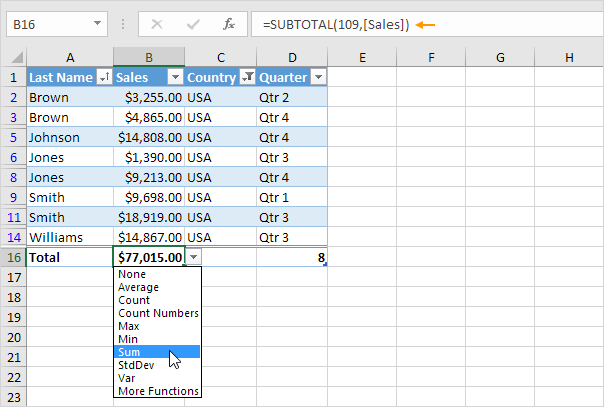 B16 =SUBTOTAL(109,[Sales])
A B C D E F G H
1 Last Name Sales Country Quarter
2 Brown $3,255.00 USA Qtr 2
3 Brown $4,865.00 USA Qtr 4
5 Johnson $14,808.00 USA Qtr 4
6 Jones $1,390.00 USA Qtr 3
8 Jones $9,213.00 USA Qtr 4
9 Smith $9,698.00 USA Qtr 1
11 Smith $18,919.00 USA Qtr 3
14 Williams $14,867.00 USA Qtr 3
16 Total $77,015.00 8
17 None
Average
18 Count
19 Count Numbers
Max
20 Min
21 Sum
StdDev
22 Var
23 More Functions